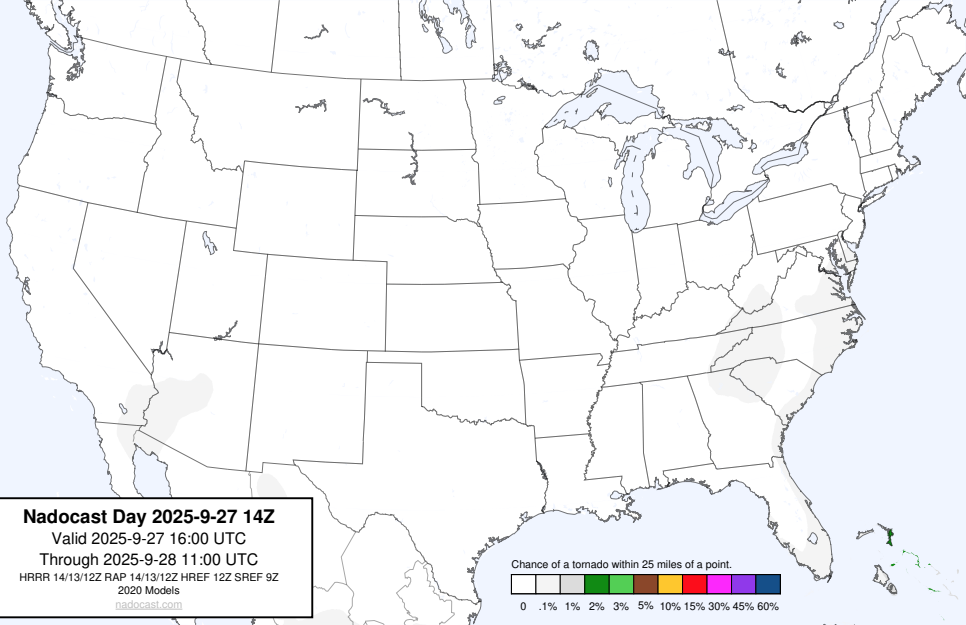 Nadocast Day 2025-9-27 14Z
Valid 2025-9-27 16:00 UTC
Through 2025-9-28 11:00 UTC
HRRR 14/13/12Z RAP 14/13/12Z HREF 12Z SREF 9Z
2020 Models
nadocast.com
Chance of a tornado within 25 miles of a point.
0 .1% 1% 2% 3% 5% 10% 15% 30% 45% 60%